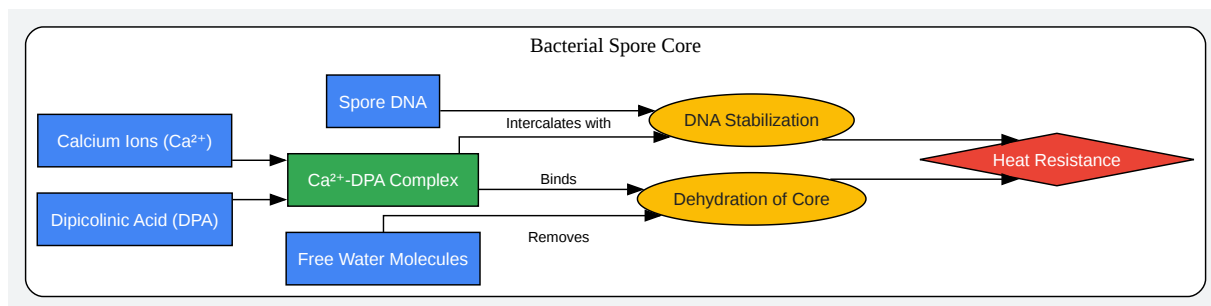 Bacterial Spore Core
Spore DNA
Calcium Ions (Ca²⁺)
Intercalates with
DNA Stabilization
Heat Resistance
Ca²⁺-DPA Complex
Binds
Dipicolinic Acid (DPA)
Dehydration of Core
Removes
Free Water Molecules